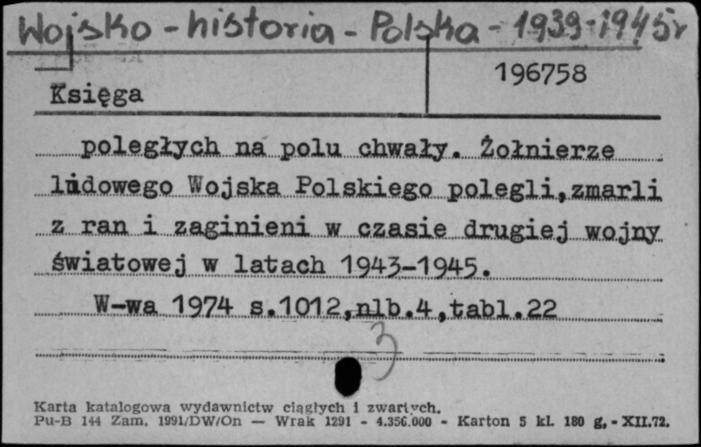 Wojsko - historia - Polska - 1939-1945r
196758
Księga
poległych na polu chwały. Żołnierze
ludowego Wojska Polskiego polegli,zmarli
z ran i zaginieni w czasie drugiej wojny
światowej w latach 1943-1945.
W-wa 1974 s.1012,nlb.4,tabl.22
3
Karta katalogowa wydawnictw ciągłych i zwartych.
Pu-B 144 Zam. 1991/DW/On — Wrak 1291 - 4.356.000 - Karton 5 kl. 180 g. - XII.72.